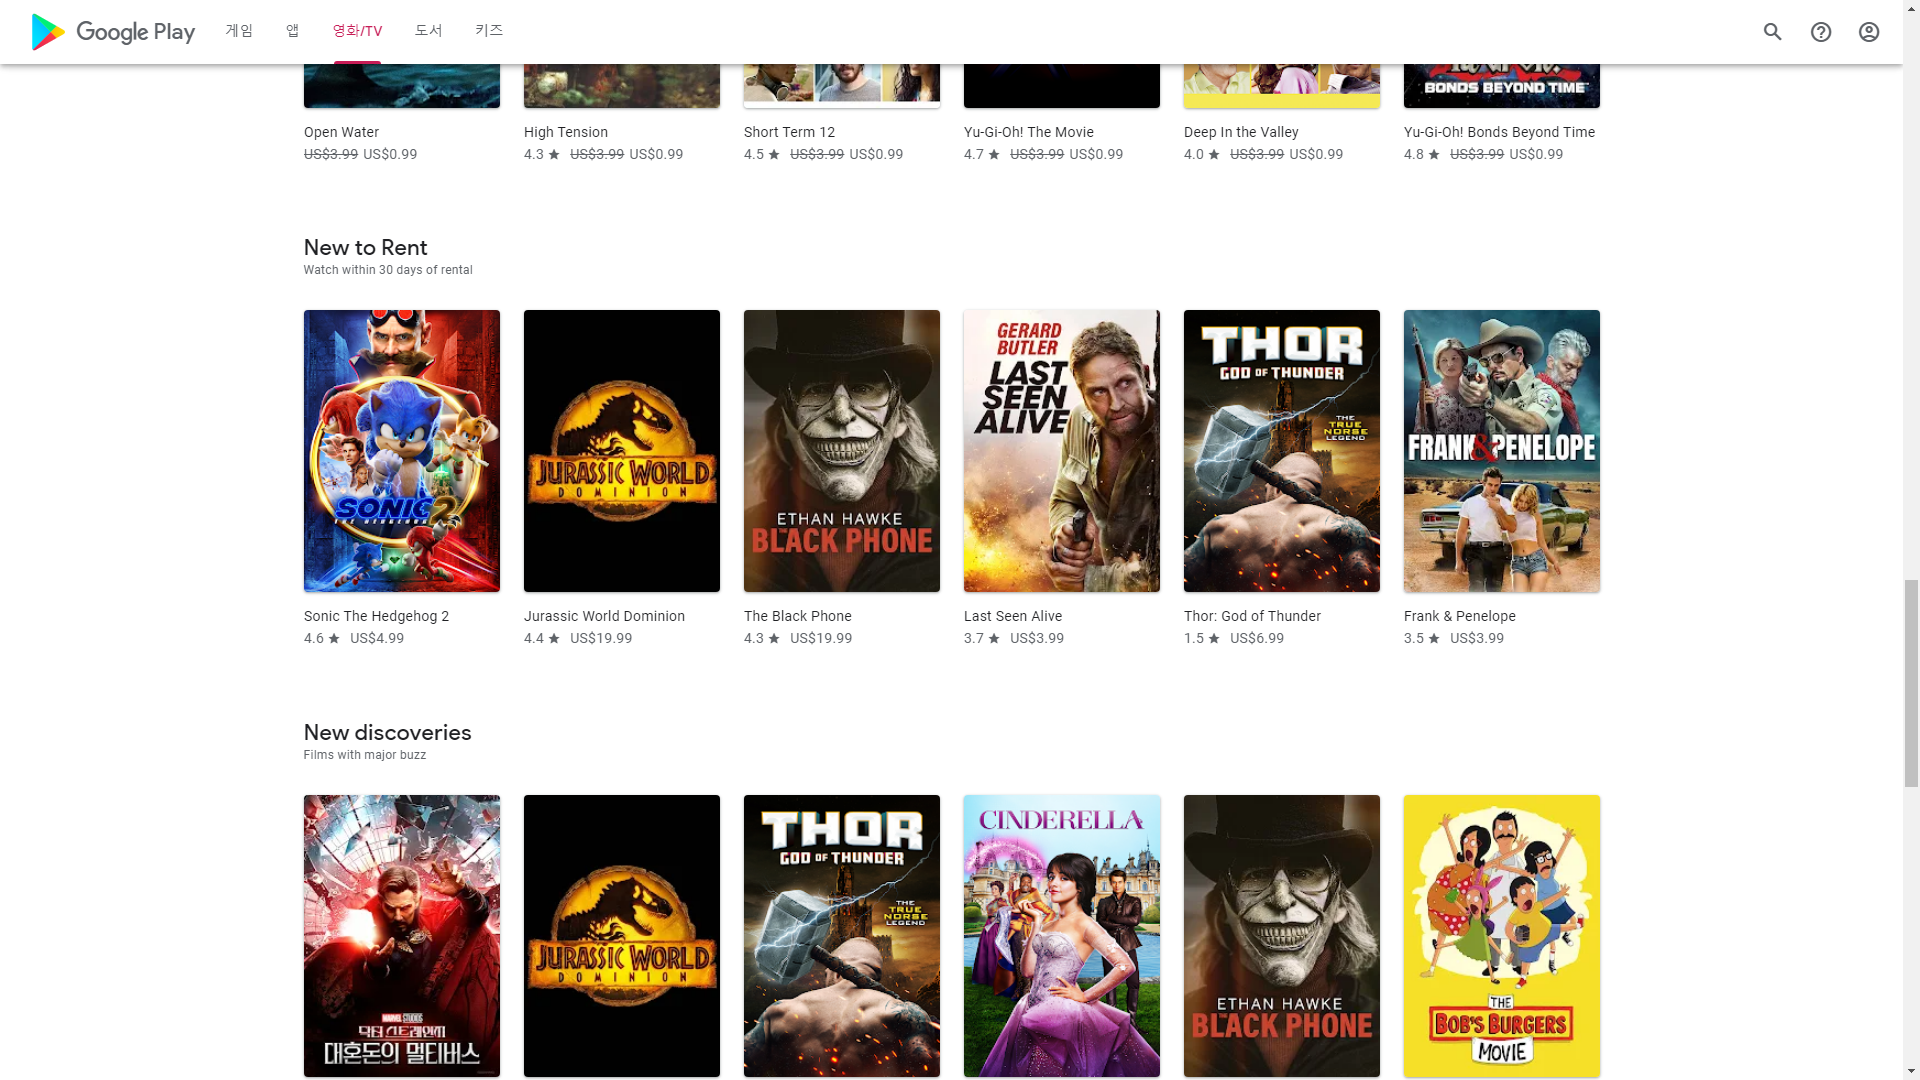 Google Play 게임 앱 영화/TV 도서 키즈
BONDS BEYOND TIME
Open Water
US$3.99 US$0.99
High Tension
4.3 ★ US$3.99 US$0.99
Short Term 12
4.5 ★ US$3.99 US$0.99
Yu-Gi-Oh! The Movie
4.7 ★ US$3.99 US$0.99
Deep In the Valley
4.0 ★ US$3.99 US$0.99
Yu-Gi-Oh! Bonds Beyond Time
4.8 ★ US$3.99 US$0.99
New to Rent
Watch within 30 days of rental
SONIC 2
THE HEDGEHOG
JURASSIC WORLD
DOMINION
ETHAN HAWKE
BLACK PHONE
GERARD
BUTLER
LAST
SEEN
ALIVE
THOR
GOD OF THUNDER
THE
TRUE
NORSE
LEGEND
FRANK & PENELOPE
Sonic The Hedgehog 2
4.6 ★ US$4.99
Jurassic World Dominion
4.4 ★ US$19.99
The Black Phone
4.3 ★ US$19.99
Last Seen Alive
3.7 ★ US$3.99
Thor: God of Thunder
1.5 ★ US$6.99
Frank & Penelope
3.5 ★ US$3.99
New discoveries
Films with major buzz
MARVEL STUDIOS
닥터 스트레인지
대혼돈의 멀티버스
JURASSIC WORLD
DOMINION
THOR
GOD OF THUNDER
THE
TRUE
NORSE
LEGEND
CINDERELLA
ETHAN HAWKE
BLACK PHONE
THE
BOB'S BURGERS
MOVIE